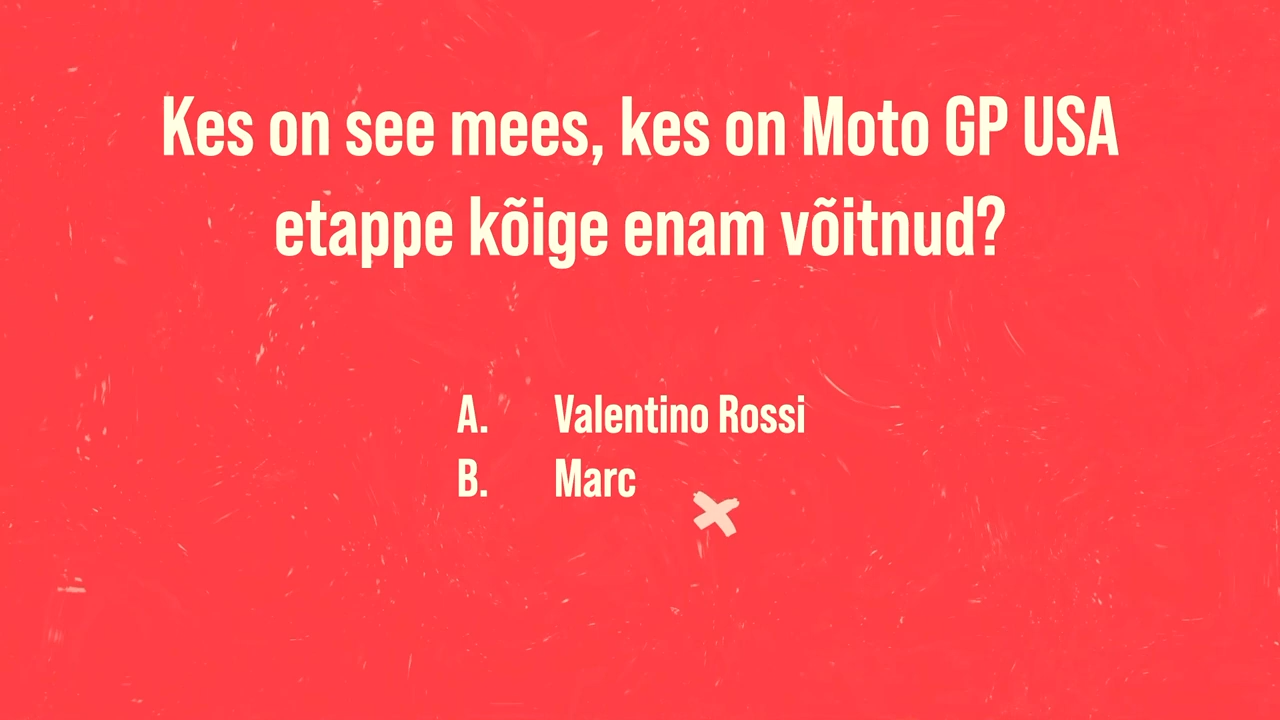 Kes on see mees, kes on Moto GP USA
etappe kõige enam võitnud?
A. Valentino Rossi
B. Marc